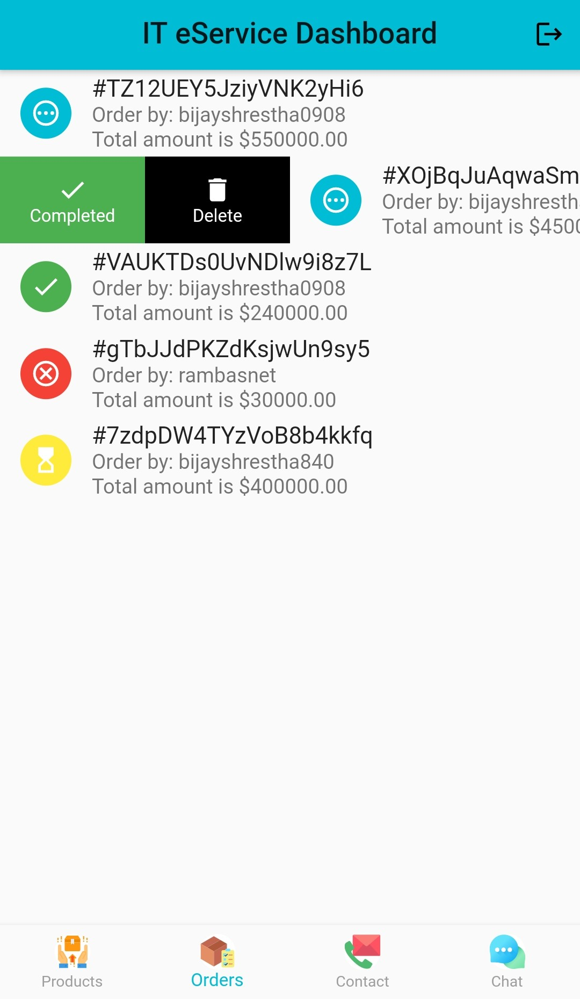 IT eService Dashboard
#TZ12UEY5JziyVNK2yHi6
Order by: bijayshrestha0908
Total amount is $550000.00
Completed
Delete
#XOjBqJuAqwaSm
Order by: bijayshresth
Total amount is $4500
#VAUKTDs0UvNDlw9i8z7L
Order by: bijayshrestha0908
Total amount is $240000.00
#gTbJJdPKZdKsjwUn9sy5
Order by: rambasnet
Total amount is $30000.00
#7zdpDW4TYzVoB8b4kkfq
Order by: bijayshrestha840
Total amount is $400000.00
Products
Orders
Contact
Chat